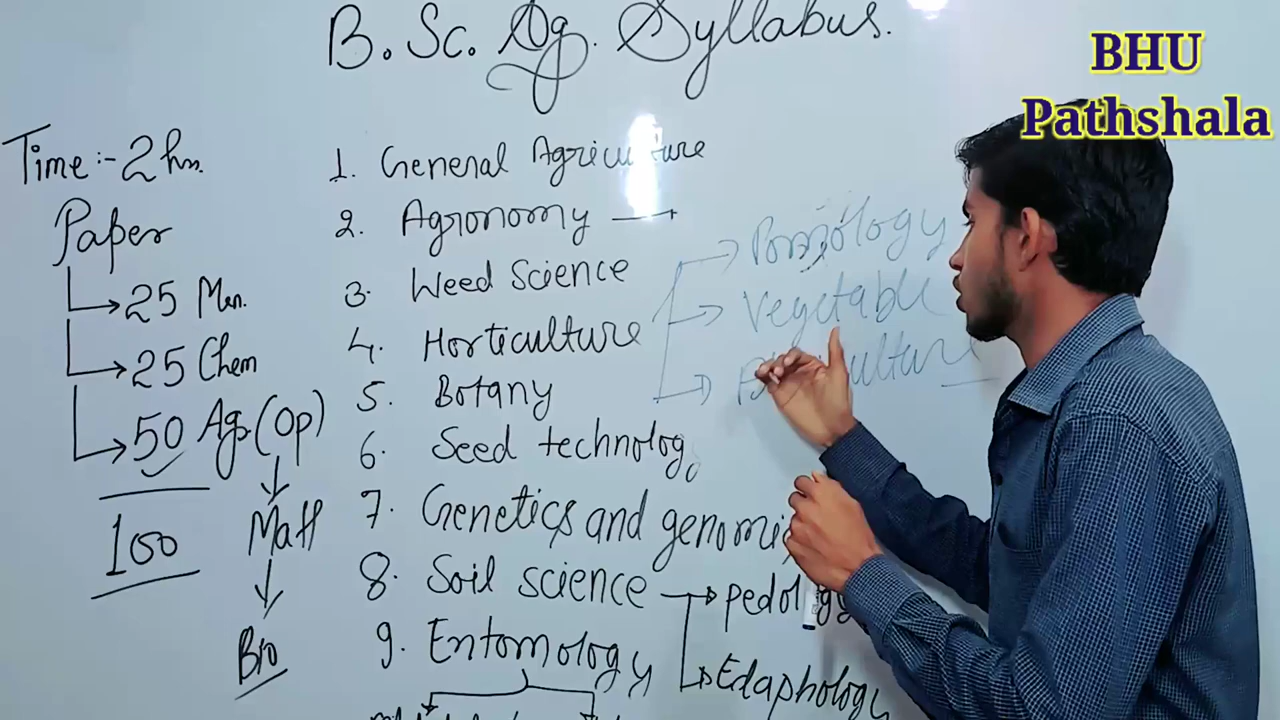 B.Sc. Ag. Syllabus.
BHU
Pathshala
Time :- 2 hrs.
Paper
25 Men.
25 Chem
50 Ag. (Op)
100
Math
Bio
1. General Agriculture
2. Agronomy
3. Weed Science
4. Horticulture
Pomology
Vegetable
5. Botany
6. Seed technology
7. Genetics and genomics
8. Soil science
pedology
Edaphology
9. Entomology